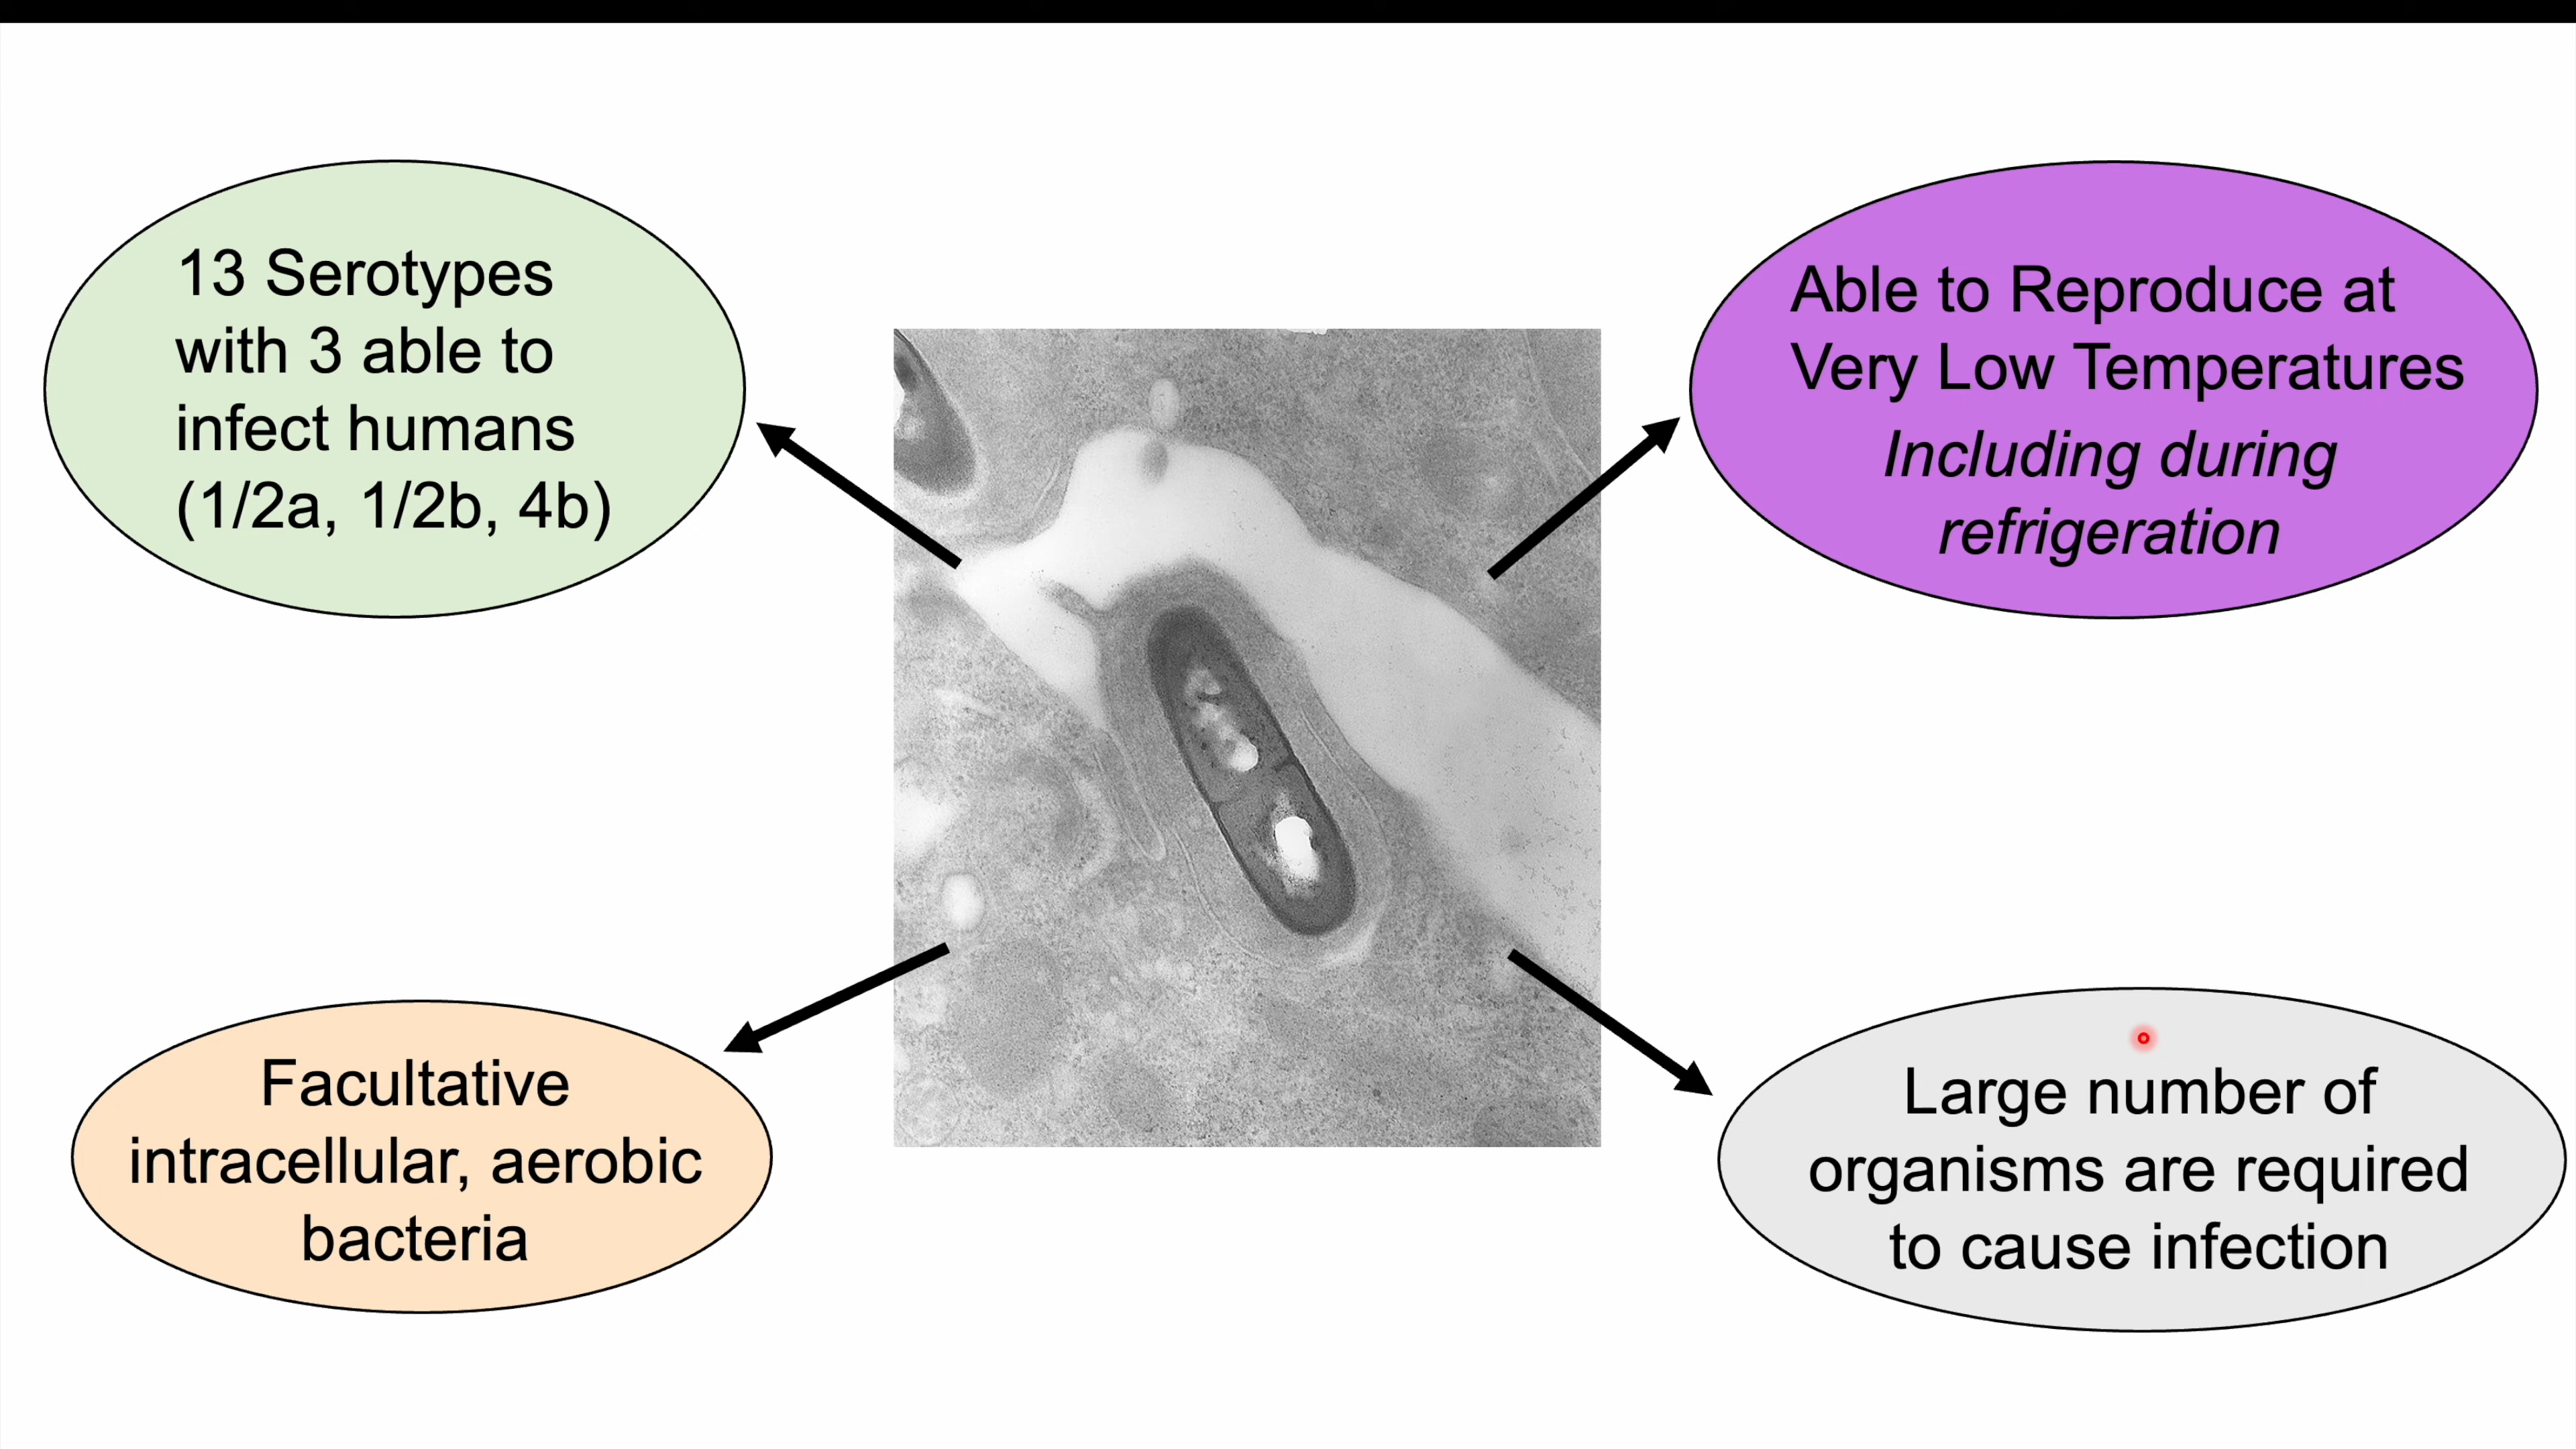 13 Serotypes
with 3 able to
infect humans
(1/2a, 1/2b, 4b)
Able to Reproduce at
Very Low Temperatures
Including during
refrigeration
Facultative
intracellular, aerobic
bacteria
Large number of
organisms are required
to cause infection